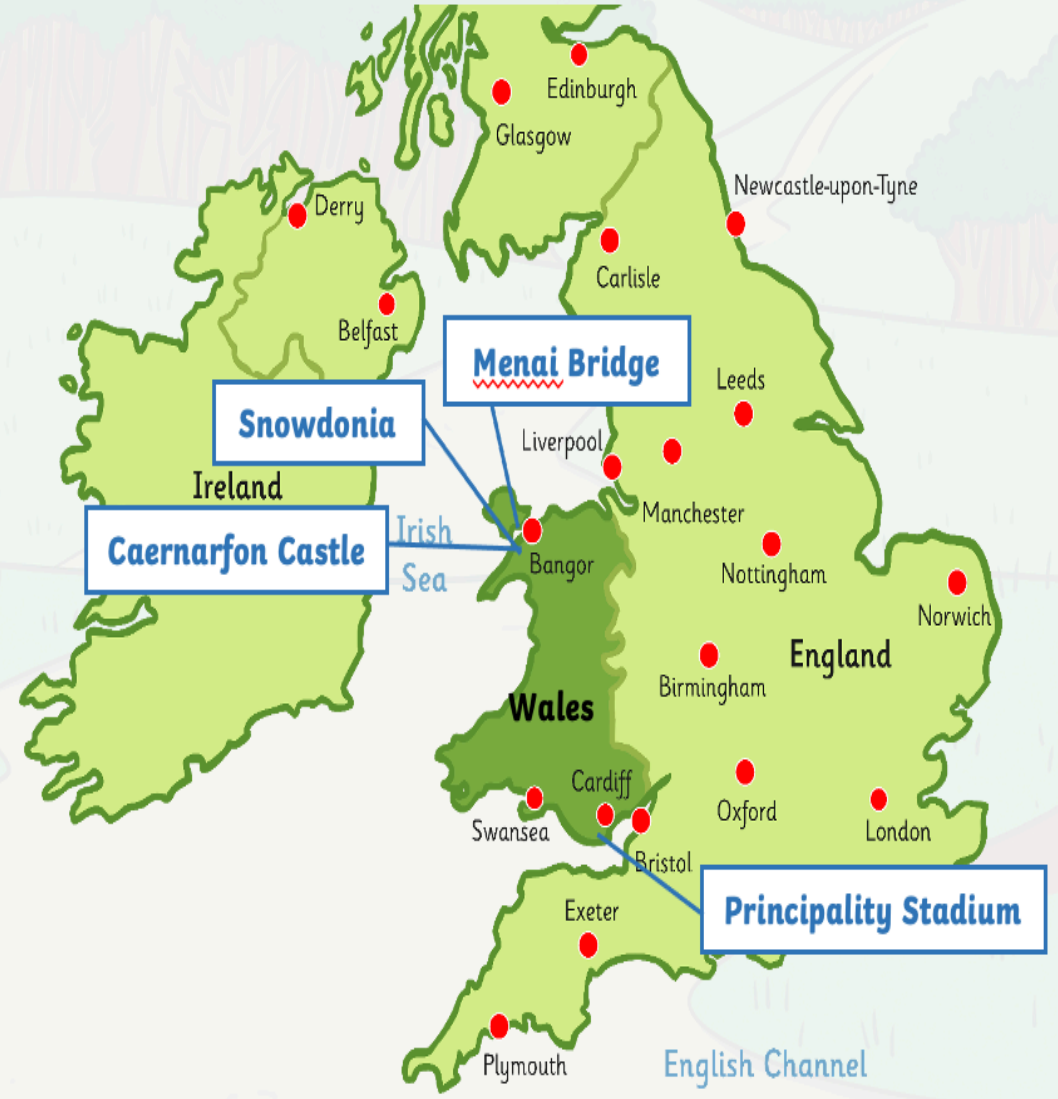 Edinburgh
Glasgow
Newcastle-upon-Tyne
Derry
Carlisle
Belfast
Menai Bridge
Leeds
Snowdonia
Liverpool
Ireland
Manchester
Irish
Sea
Caernarfon Castle
Bangor
Nottingham
Norwich
England
Birmingham
Wales
Cardiff
Oxford
Swansea
London
Bristol
Exeter
Principality Stadium
Plymouth
English Channel